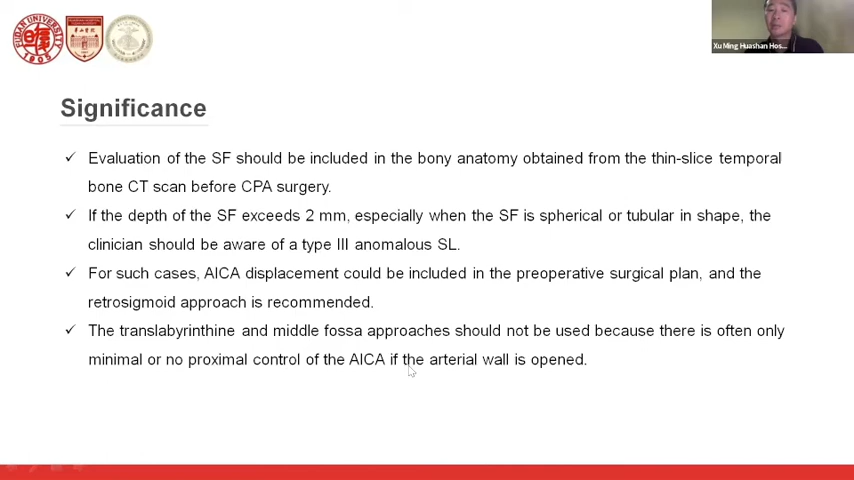 FUDAN UNIVERSITY
1905
Xu Ming Huashan Hos...
Significance
✓ Evaluation of the SF should be included in the bony anatomy obtained from the thin-slice temporal
bone CT scan before CPA surgery.
✓ If the depth of the SF exceeds 2 mm, especially when the SF is spherical or tubular in shape, the
clinician should be aware of a type III anomalous SL.
✓ For such cases, AICA displacement could be included in the preoperative surgical plan, and the
retrosigmoid approach is recommended.
✓ The translabyrinthine and middle fossa approaches should not be used because there is often only
minimal or no proximal control of the AICA if the arterial wall is opened.